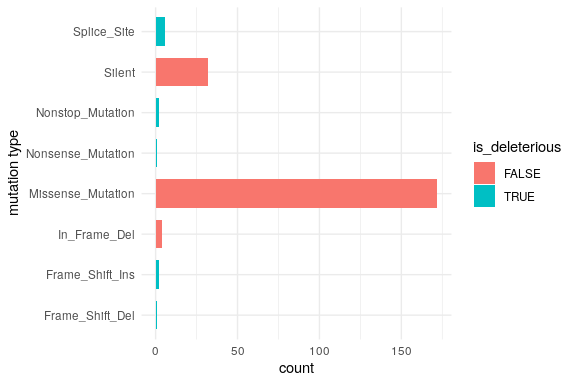 mutation type
Splice_Site
Silent
Nonstop_Mutation
Nonsense_Mutation
Missense_Mutation
In_Frame_Del
Frame_Shift_Ins
Frame_Shift_Del
0 50 100 150
count
is_deleterious
FALSE
TRUE